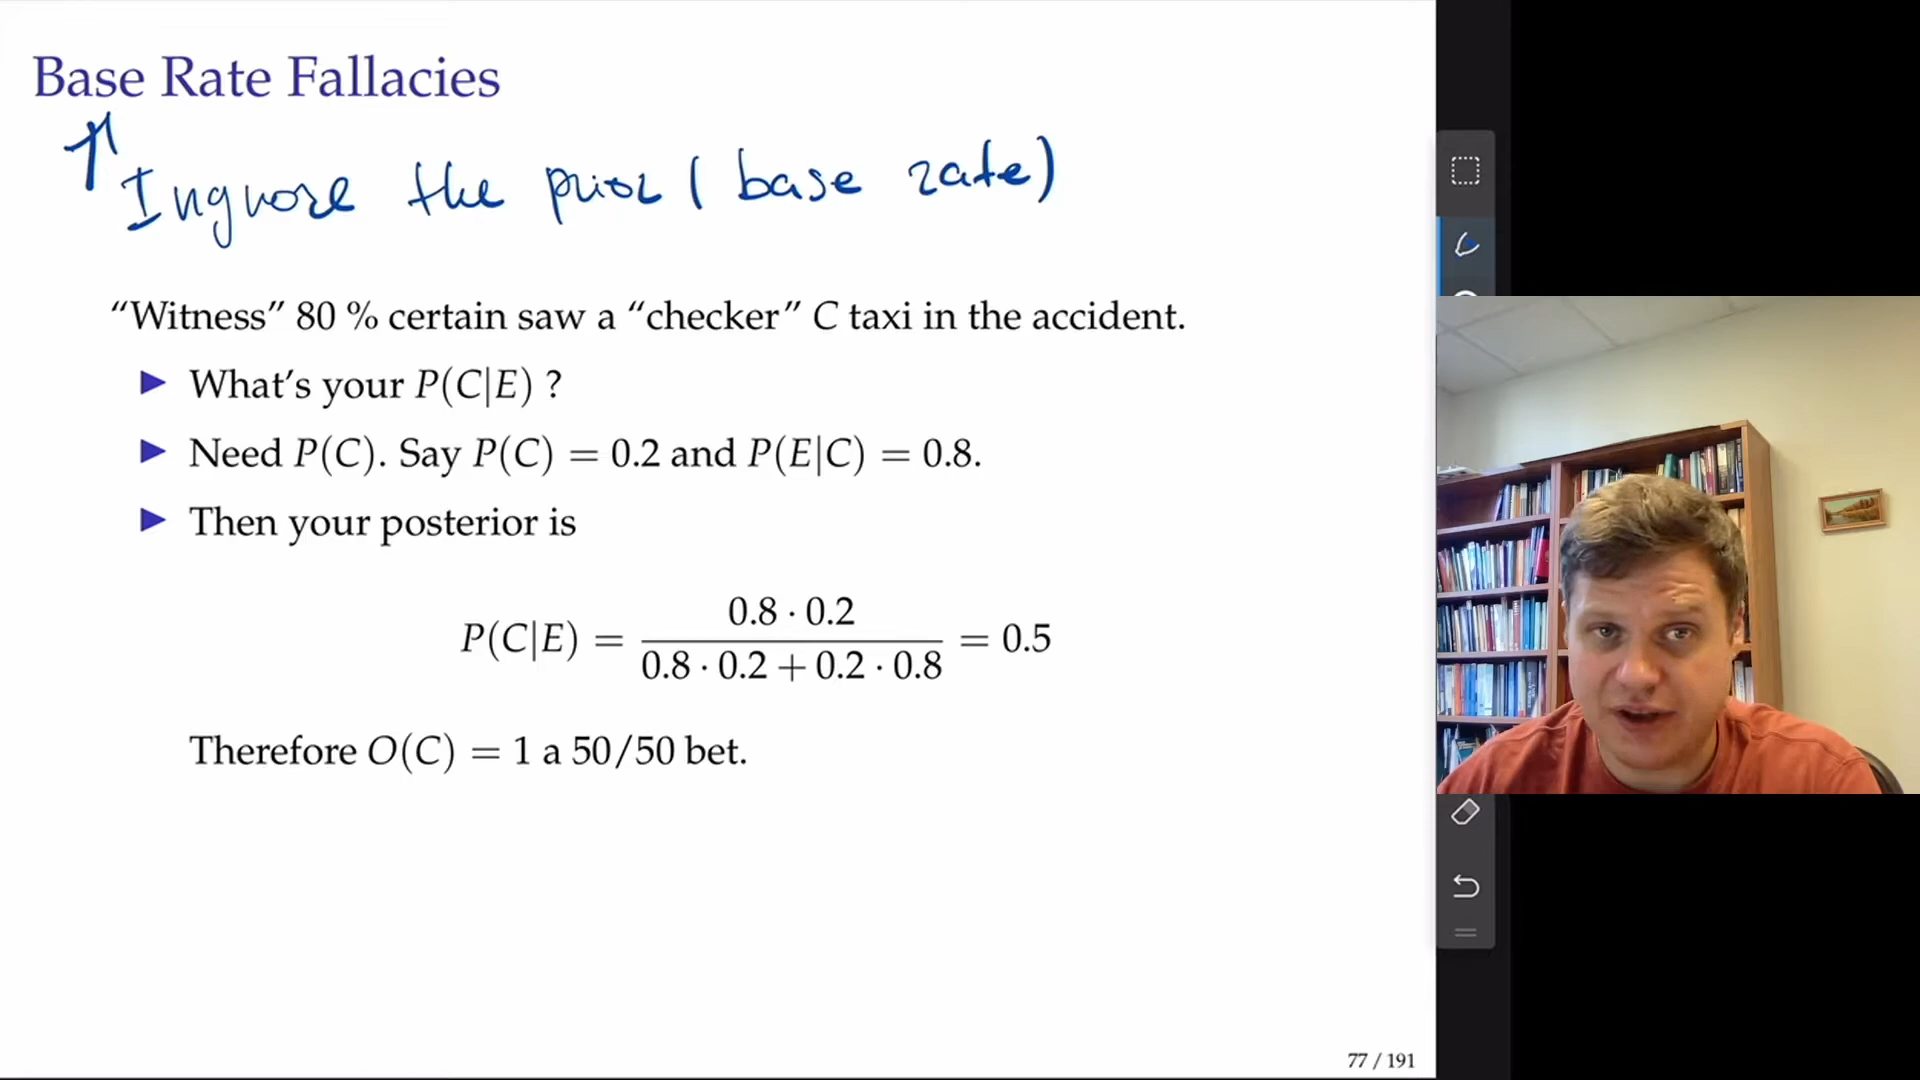 Base Rate Fallacies
Ingnore the prior (base rate)
“Witness” 80 % certain saw a “checker” C taxi in the accident.
▶ What's your P(C|E) ?
▶ Need P(C). Say P(C) = 0.2 and P(E|C) = 0.8.
▶ Then your posterior is
P(C|E) = 0.8 · 0.2 / 0.8 · 0.2 + 0.2 · 0.8 = 0.5
Therefore O(C) = 1 a 50/50 bet.
77 / 191